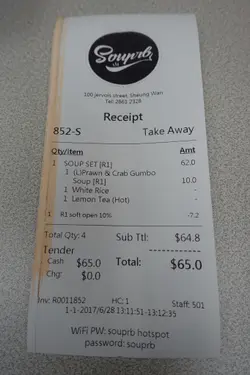 Souprb
100 Jervois Street, Sheung Wan
Tel: 2861 2328
Receipt
852-S Take Away
Qty/Item Amt
1 SOUP SET [R1] 62.0
1 (L)Prawn & Crab Gumbo
Soup [R1] 10.0
1 White Rice -
1 Lemon Tea (Hot) -
1 R1 soft open 10% -7.2
Total Qty: 4 Sub Ttl: $64.8
Tender
Cash $65.0 Total: $65.0
Chg: $0.0
Inv: R0011652 HC: 1 Staff: 501
1-1-2017/6/28 13:11:51-13:12:35
WiFi PW: souprb hotspot
password: souprb